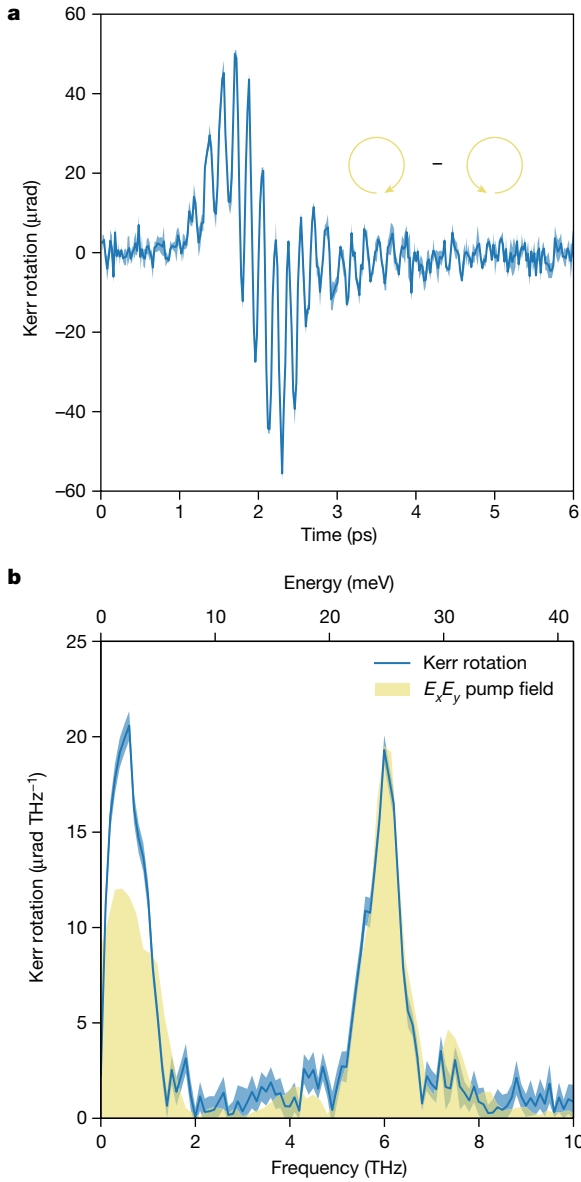 a
60
40
20
0
−20
−40
−60
Kerr rotation (μrad)
–
0 1 2 3 4 5 6
Time (ps)
b
Energy (meV)
0 10 20 30 40
25
20
15
10
5
0
Kerr rotation (μrad THz⁻¹)
Kerr rotation
ExEy pump field
0 2 4 6 8 10
Frequency (THz)